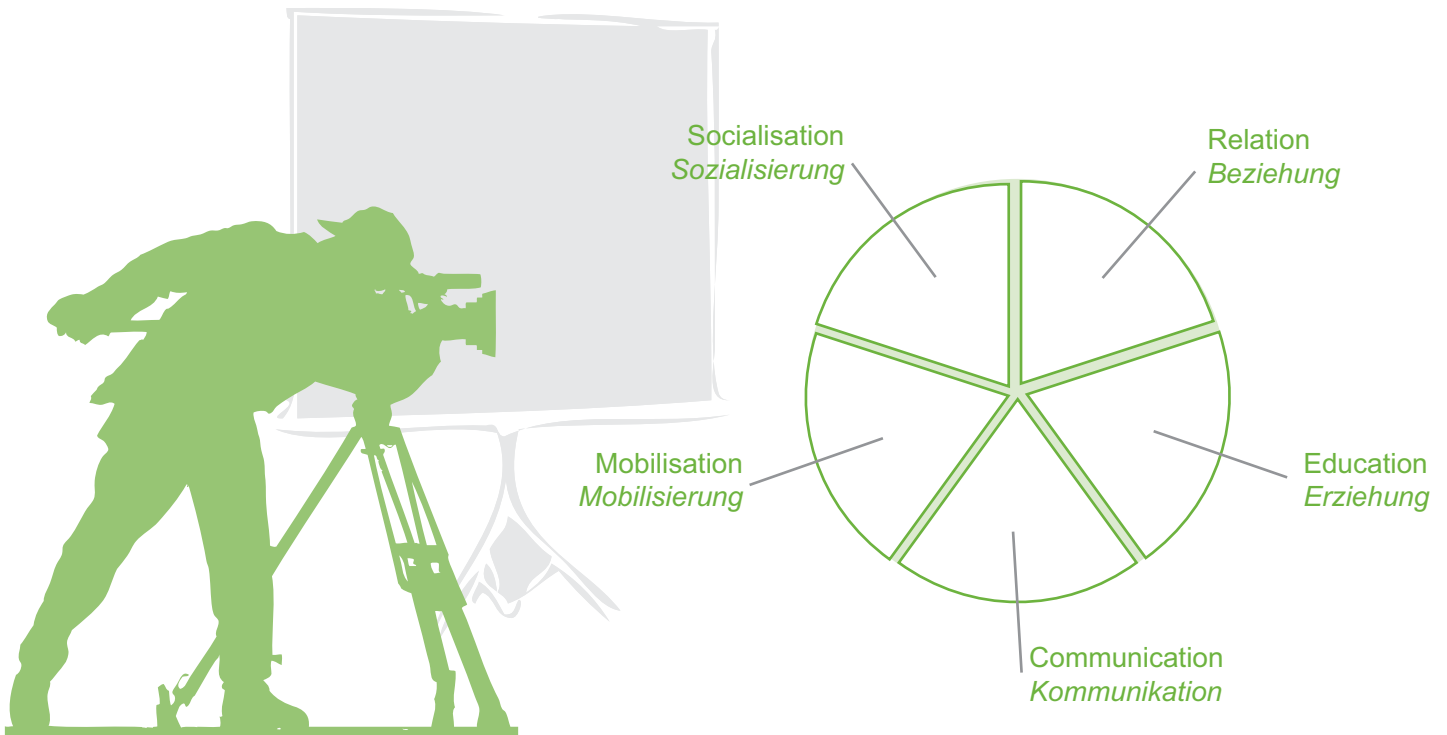 Socialisation
Sozialisierung
Relation
Beziehung
Mobilisation
Mobilisierung
Education
Erziehung
Communication
Kommunikation